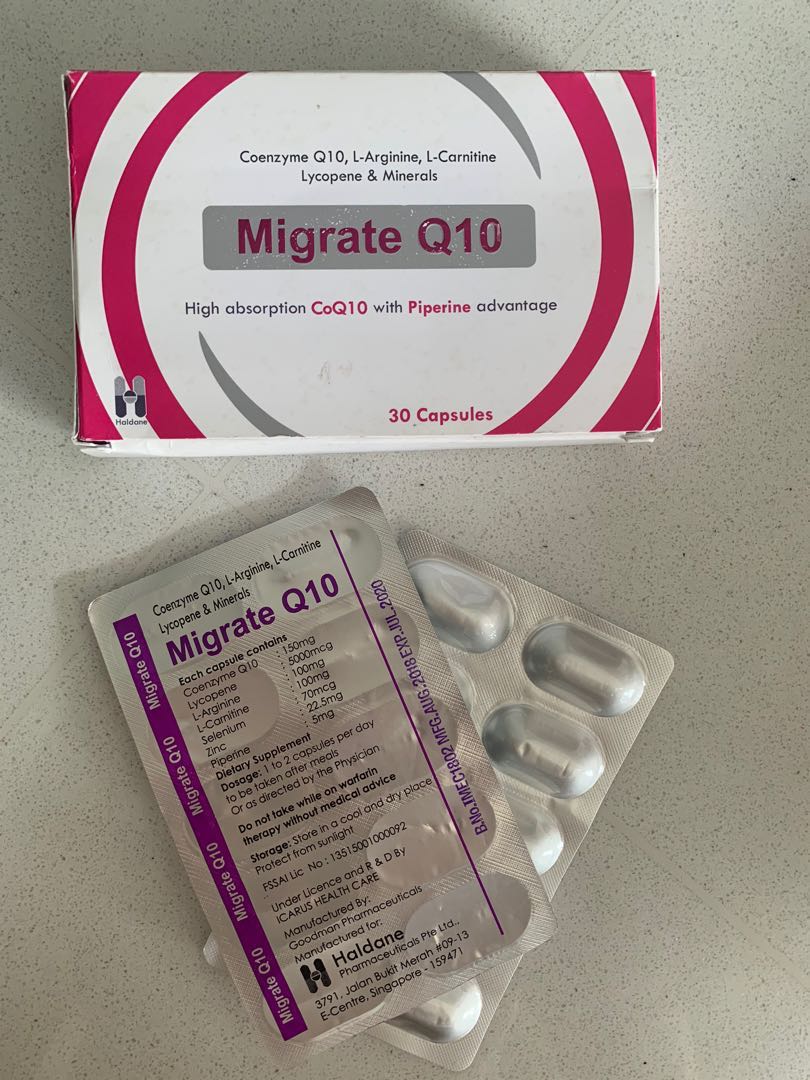 Coenzyme Q10, L-Arginine, L-Carnitine
Lycopene & Minerals
Migrate Q10
High absorption CoQ10 with Piperine advantage
Haldane
30 Capsules
Coenzyme Q10, L-Arginine, L-Carnitine
Lycopene & Minerals
Migrate Q10
Each capsule contains
Coenzyme Q10 : 150mg
Lycopene : 5000mcg
L-Arginine : 100mg
L-Carnitine : 100mg
Selenium : 70mcg
Zinc : 22.5mg
Piperine : 5mg
Dietary Supplement
Dosage: 1 to 2 capsules per day
to be taken after meals
Or as directed by the Physician
Do not take while on warfarin
therapy without medical advice
Storage: Store in a cool and dry place
Protect from sunlight
FSSAI Lic No : 13515001000092
Under Licence and R & D By
ICARUS HEALTH CARE
Manufactured By:
Goodman Pharmaceuticals
Manufactured for:
Haldane
Pharmaceuticals Pte Ltd.,
3791, Jalan Bukit Merah #09-13
E-Centre, Singapore - 159471
Migrate Q10
Migrate Q10
Migrate Q10
Migrate Q10
B.No.IMEC1802 MFG.AUG.2018 EXP.JUL.2020